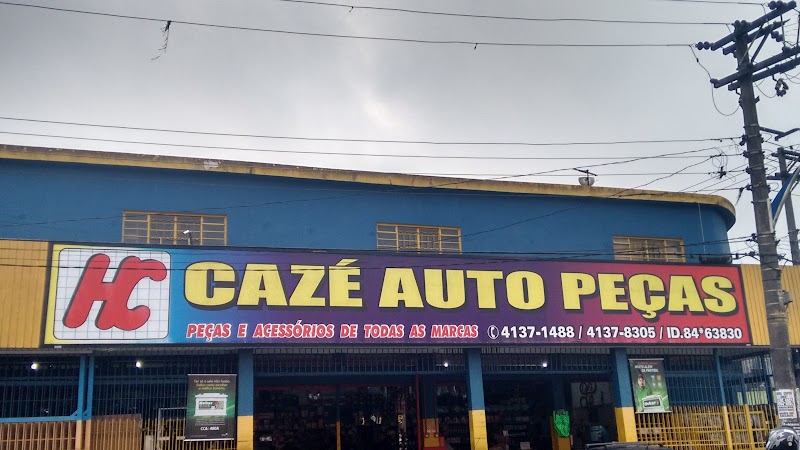 HC CAZÉ AUTO PEÇAS
PEÇAS E ACESSÓRIOS DE TODAS AS MARCAS 4137-1488 / 4137-8305 / ID.84*63830